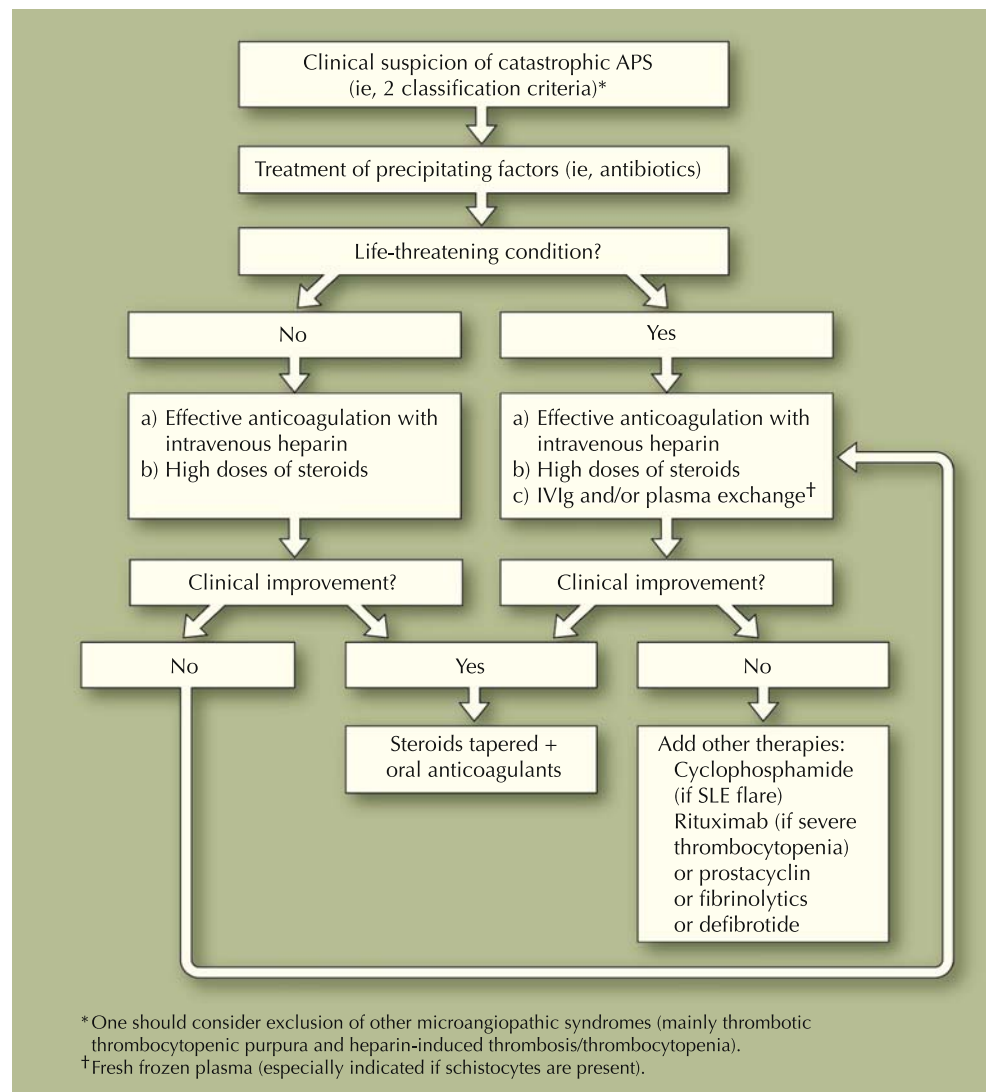 Clinical suspicion of catastrophic APS
(ie, 2 classification criteria)*
Treatment of precipitating factors (ie, antibiotics)
Life-threatening condition?
No
Yes
a) Effective anticoagulation with
intravenous heparin
b) High doses of steroids
a) Effective anticoagulation with
intravenous heparin
b) High doses of steroids
c) IVIg and/or plasma exchange†
Clinical improvement?
Clinical improvement?
No
Yes
No
Steroids tapered +
oral anticoagulants
Add other therapies:
Cyclophosphamide
(if SLE flare)
Rituximab (if severe
thrombocytopenia)
or prostacyclin
or fibrinolytics
or defibrotide
*One should consider exclusion of other microangiopathic syndromes (mainly thrombotic
thrombocytopenic purpura and heparin-induced thrombosis/thrombocytopenia).
†Fresh frozen plasma (especially indicated if schistocytes are present).